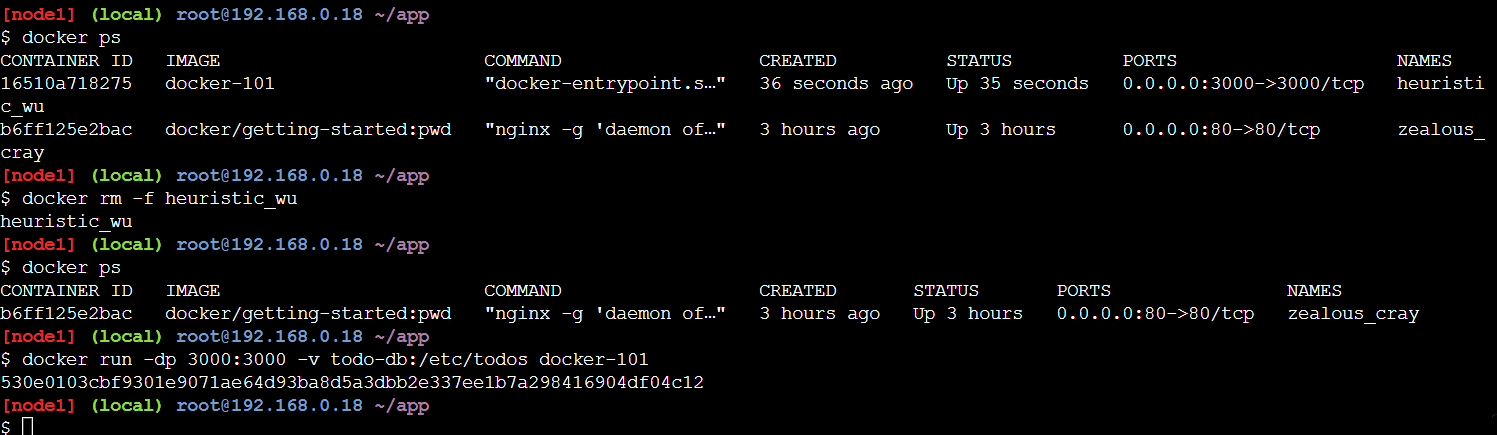 [node1] (local) root@192.168.0.18 ~/app
$ docker ps
CONTAINER ID   IMAGE                        COMMAND                  CREATED          STATUS          PORTS                    NAMES
16510a718275   docker-101                   "docker-entrypoint.s…"   36 seconds ago   Up 35 seconds   0.0.0.0:3000->3000/tcp   heuristi
c_wu
b6ff125e2bac   docker/getting-started:pwd   "nginx -g 'daemon of…"   3 hours ago      Up 3 hours      0.0.0.0:80->80/tcp       zealous_
cray
[node1] (local) root@192.168.0.18 ~/app
$ docker rm -f heuristic_wu
heuristic_wu
[node1] (local) root@192.168.0.18 ~/app
$ docker ps
CONTAINER ID   IMAGE                        COMMAND                  CREATED       STATUS       PORTS                NAMES
b6ff125e2bac   docker/getting-started:pwd   "nginx -g 'daemon of…"   3 hours ago   Up 3 hours   0.0.0.0:80->80/tcp   zealous_cray
[node1] (local) root@192.168.0.18 ~/app
$ docker run -dp 3000:3000 -v todo-db:/etc/todos docker-101
530e0103cbf9301e9071ae64d93ba8d5a3dbb2e337ee1b7a298416904df04c12
[node1] (local) root@192.168.0.18 ~/app
$